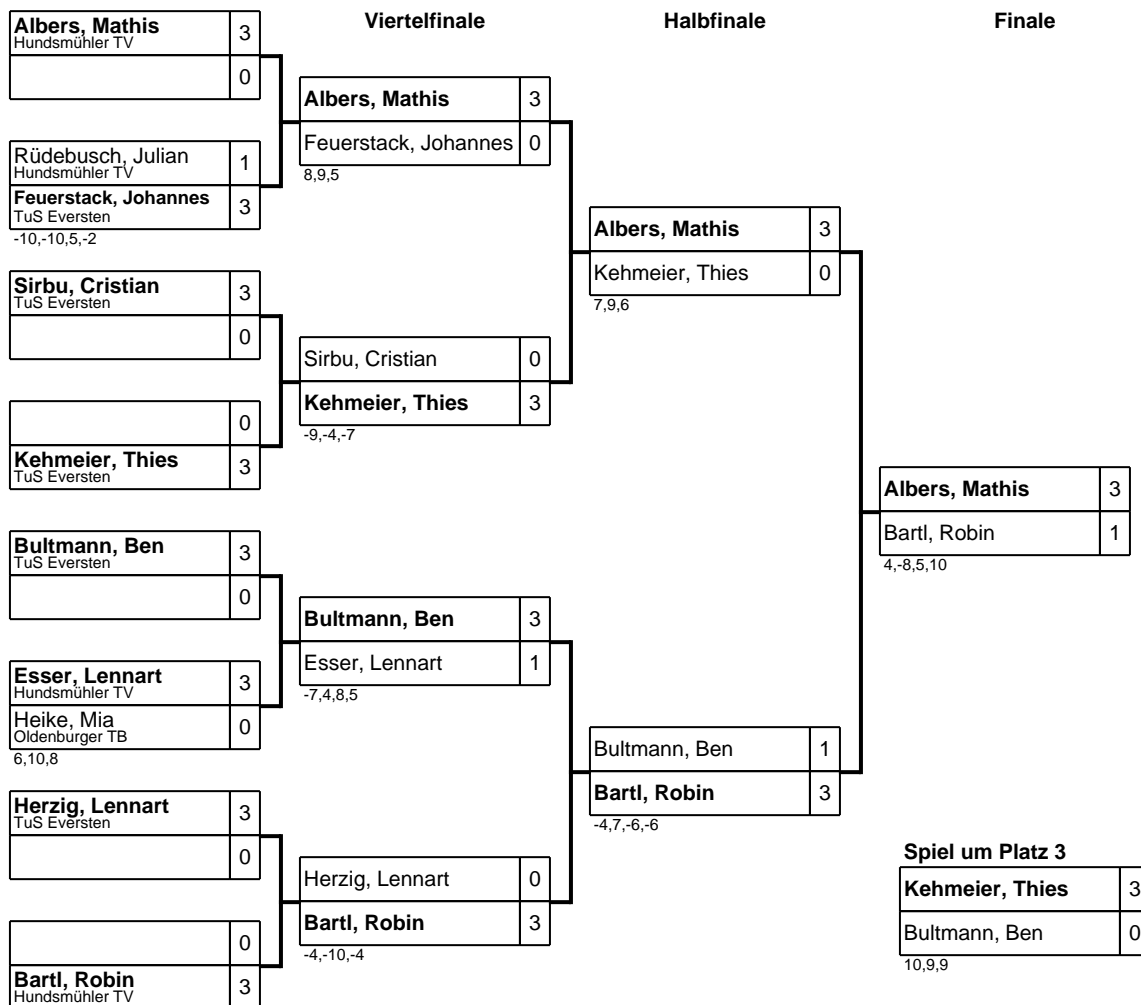 Viertelfinale
Halbfinale
Finale
Albers, Mathis 3
Hundsmühler TV
0
Rüdebusch, Julian 1
Hundsmühler TV
Feuerstack, Johannes 3
TuS Eversten
-10,-10,5,-2
Sirbu, Cristian 3
TuS Eversten
0
0
Kehmeier, Thies 3
TuS Eversten
Bultmann, Ben 3
TuS Eversten
0
Esser, Lennart 3
Hundsmühler TV
Heike, Mia 0
Oldenburger TB
6,10,8
Herzig, Lennart 3
TuS Eversten
0
0
Bartl, Robin 3
Hundsmühler TV
Albers, Mathis 3
Feuerstack, Johannes 0
8,9,5
Sirbu, Cristian 0
Kehmeier, Thies 3
-9,-4,-7
Bultmann, Ben 3
Esser, Lennart 1
-7,4,8,5
Herzig, Lennart 0
Bartl, Robin 3
-4,-10,-4
Albers, Mathis 3
Kehmeier, Thies 0
7,9,6
Bultmann, Ben 1
Bartl, Robin 3
-4,7,-6,-6
Albers, Mathis 3
Bartl, Robin 1
4,-8,5,10
Spiel um Platz 3
Kehmeier, Thies 3
Bultmann, Ben 0
10,9,9